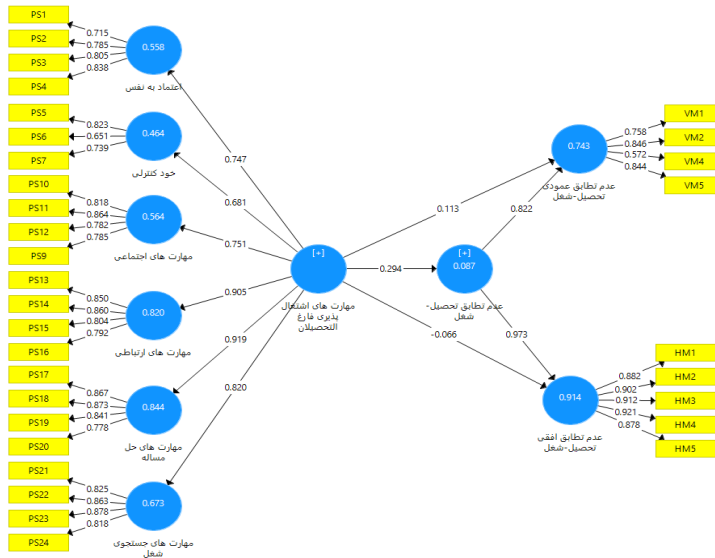 PS1
PS2
PS3
PS4
0.715
0.785
0.805
0.838
0.558
اعتماد به نفس
PS5
PS6
PS7
0.823
0.651
0.739
0.464
خود کنترلی
PS10
PS11
PS12
PS9
0.818
0.864
0.782
0.785
0.564
مهارت های اجتماعی
PS13
PS14
PS15
PS16
0.850
0.860
0.804
0.792
0.820
مهارت های ارتباطی
PS17
PS18
PS19
PS20
0.867
0.873
0.841
0.778
0.844
مهارت های حل
مساله
PS21
PS22
PS23
PS24
0.825
0.863
0.878
0.818
0.673
مهارت های جستجوی
شغل
0.747
0.681
0.751
0.905
0.919
0.820
[+]
مهارت های اشتغال
پذیری فارغ
التحصیلان
0.113
0.294
-0.066
[+]
0.087
عدم تطابق تحصیل-
شغل
0.822
0.973
0.743
عدم تطابق عمودی
تحصیل-شغل
0.758
0.846
0.572
0.844
VM1
VM2
VM4
VM5
0.914
عدم تطابق افقی
تحصیل-شغل
0.882
0.902
0.912
0.921
0.878
HM1
HM2
HM3
HM4
HM5